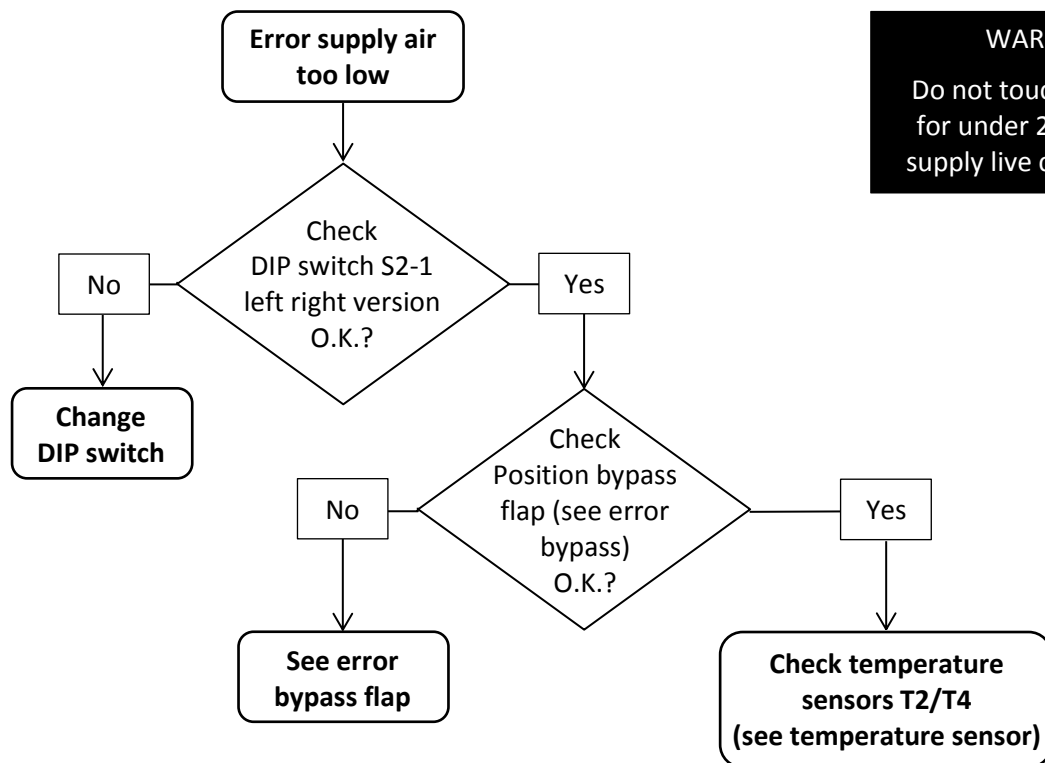 Error supply air
too low
WAR
Do not touc
for under 2
supply live
Check
DIP switch S2-1
left right version
O.K.?
No
Yes
Change
DIP switch
Check
Position bypass
flap (see error
bypass)
O.K.?
No
Yes
See error
bypass flap
Check temperature
sensors T2/T4
(see temperature sensor)